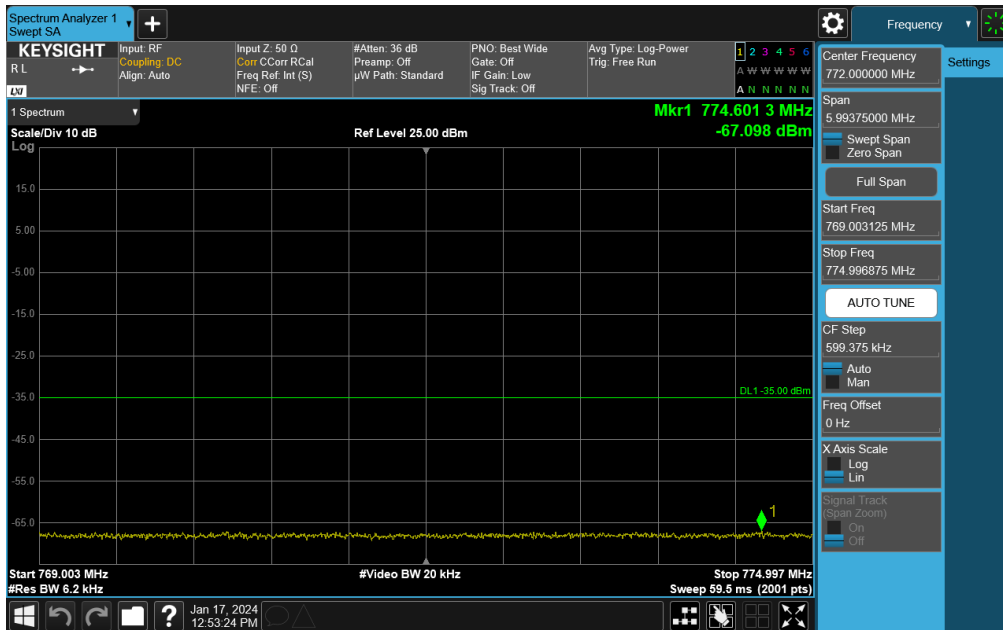 Spectrum Analyzer 1
Swept SA
Frequency
KEYSIGHT
R L
LXI
Input: RF
Coupling: DC
Align: Auto
Input Z: 50 Ω
Corr CCorr RCal
Freq Ref: Int (S)
NFE: Off
#Atten: 36 dB
Preamp: Off
µW Path: Standard
PNO: Best Wide
Gate: Off
IF Gain: Low
Sig Track: Off
Avg Type: Log-Power
Trig: Free Run
1 2 3 4 5 6
A W W W W W
A N N N N N
1 Spectrum
Scale/Div 10 dB
Log
Ref Level 25.00 dBm
Mkr1 774.601 3 MHz
-67.098 dBm
15.0
5.00
-5.00
-15.0
-25.0
-35.0
DL1 -35.00 dBm
-45.0
-55.0
-65.0
1
Start 769.003 MHz
#Res BW 6.2 kHz
#Video BW 20 kHz
Stop 774.997 MHz
Sweep 59.5 ms (2001 pts)
?
Jan 17, 2024
12:53:24 PM
Center Frequency
772.000000 MHz
Span
5.99375000 MHz
Swept Span
Zero Span
Full Span
Start Freq
769.003125 MHz
Stop Freq
774.996875 MHz
AUTO TUNE
CF Step
599.375 kHz
Auto
Man
Freq Offset
0 Hz
X Axis Scale
Log
Lin
Signal Track
(Span Zoom)
On
Off
Settings